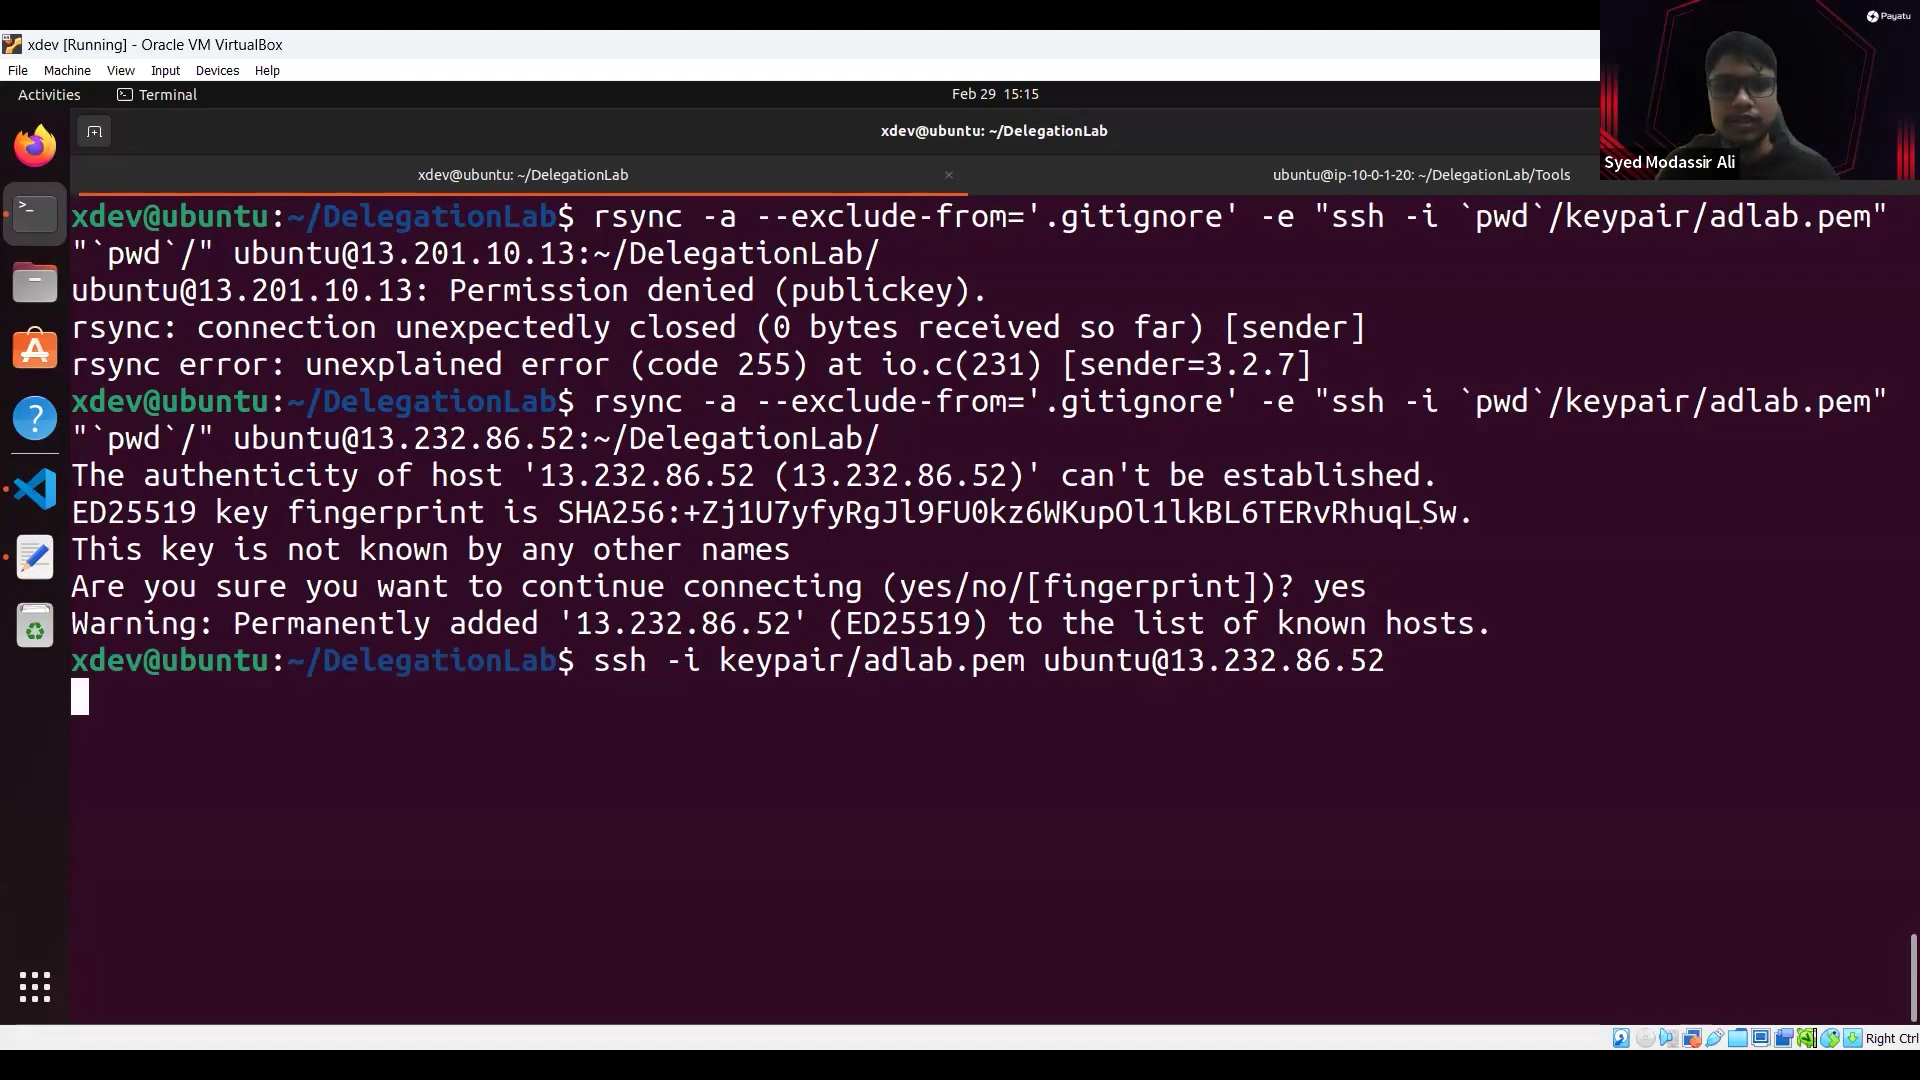 Payatu
xdev [Running] - Oracle VM VirtualBox
File Machine View Input Devices Help
Activities Terminal Feb 29 15:15
xdev@ubuntu: ~/DelegationLab
xdev@ubuntu: ~/DelegationLab × ubuntu@ip-10-0-1-20: ~/DelegationLab/Tools
Syed Modassir Ali
xdev@ubuntu:~/DelegationLab$ rsync -a --exclude-from='.gitignore' -e "ssh -i `pwd`/keypair/adlab.pem"
"`pwd`/" ubuntu@13.201.10.13:~/DelegationLab/
ubuntu@13.201.10.13: Permission denied (publickey).
rsync: connection unexpectedly closed (0 bytes received so far) [sender]
rsync error: unexplained error (code 255) at io.c(231) [sender=3.2.7]
xdev@ubuntu:~/DelegationLab$ rsync -a --exclude-from='.gitignore' -e "ssh -i `pwd`/keypair/adlab.pem"
"`pwd`/" ubuntu@13.232.86.52:~/DelegationLab/
The authenticity of host '13.232.86.52 (13.232.86.52)' can't be established.
ED25519 key fingerprint is SHA256:+Zj1U7yfyRgJl9FU0kz6WKupOl1lkBL6TERvRhuqLSw.
This key is not known by any other names
Are you sure you want to continue connecting (yes/no/[fingerprint])? yes
Warning: Permanently added '13.232.86.52' (ED25519) to the list of known hosts.
xdev@ubuntu:~/DelegationLab$ ssh -i keypair/adlab.pem ubuntu@13.232.86.52
Right Ctrl